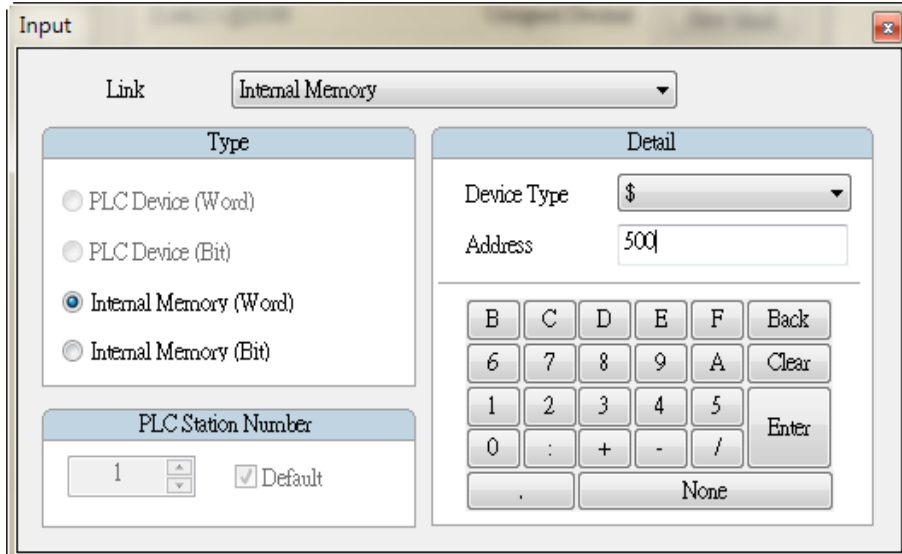 Input
Link Internal Memory
Type
PLC Device (Word)
PLC Device (Bit)
Internal Memory (Word)
Internal Memory (Bit)
PLC Station Number
1 Default
Detail
Device Type $
Address 500
B C D E F Back
6 7 8 9 A Clear
1 2 3 4 5 Enter
0 : + - /
. None